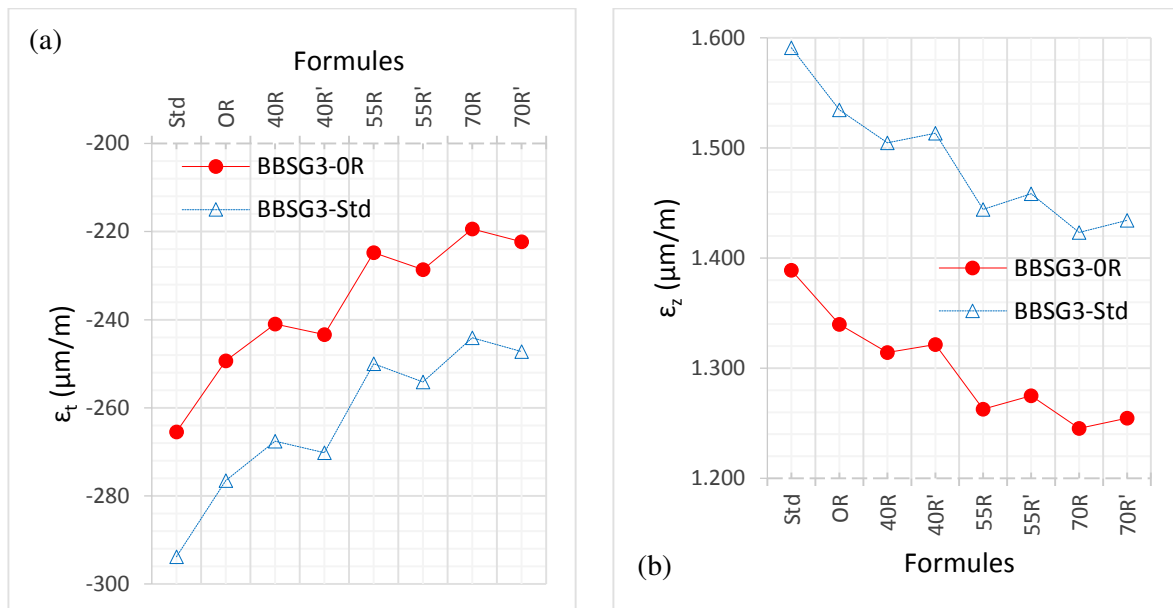 (a)
Formules
Std
OR
40R
40R'
55R
55R'
70R
70R'
-200
-220
-240
-260
-280
-300
BBSG3-0R
BBSG3-Std
εt (µm/m)
1.600
1.500
1.400
1.300
1.200
BBSG3-0R
BBSG3-Std
εz (µm/m)
Std
OR
40R
40R'
55R
55R'
70R
70R'
Formules
(b)